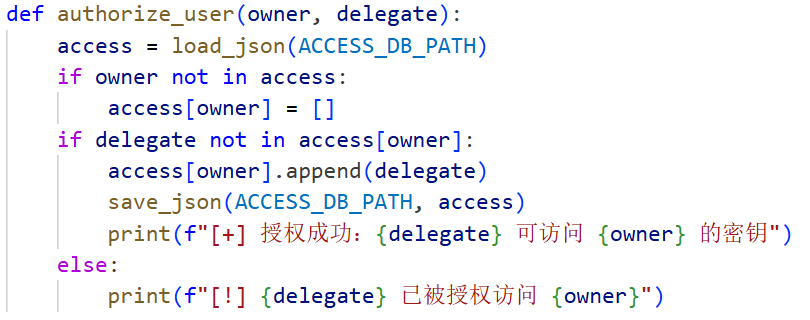 def authorize_user(owner, delegate):
    access = load_json(ACCESS_DB_PATH)
    if owner not in access:
        access[owner] = []
    if delegate not in access[owner]:
        access[owner].append(delegate)
        save_json(ACCESS_DB_PATH, access)
        print(f"[+] 授权成功: {delegate} 可访问 {owner} 的密钥")
    else:
        print(f"[!] {delegate} 已被授权访问 {owner}")